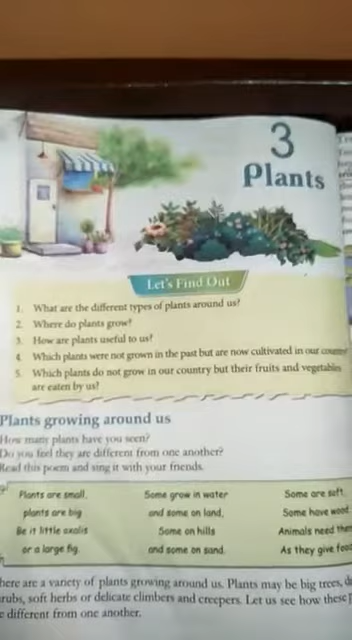 3
Plants
Let's Find Out
1. What are the different types of plants around us?
2. Where do plants grow?
3. How are plants useful to us?
4. Which plants were not grown in the past but are now cultivated in our country
5. Which plants do not grow in our country but their fruits and vegetables
are eaten by us?
Plants growing around us
How many plants have you seen?
Do you feel they are different from one another?
Read this poem and sing it with your friends.
Plants are small,
plants are big
Be it little oxalis
or a large fig.
Some grow in water
and some on land,
Some on hills
and some on sand.
Some are soft,
Some have wood
Animals need them
As they give food
here are a variety of plants growing around us. Plants may be big trees,
rubs, soft herbs or delicate climbers and creepers. Let us see how these
e different from one another.